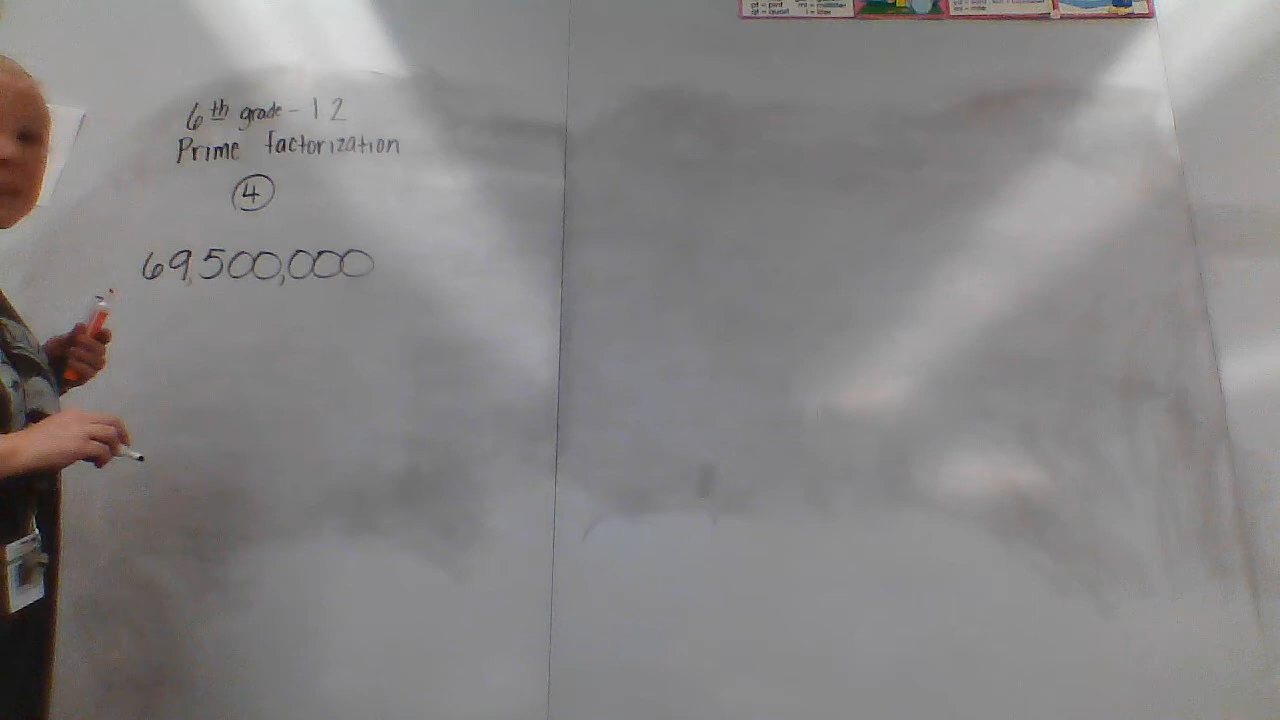 6th grade - 12
Prime factorization
4
69,500,000